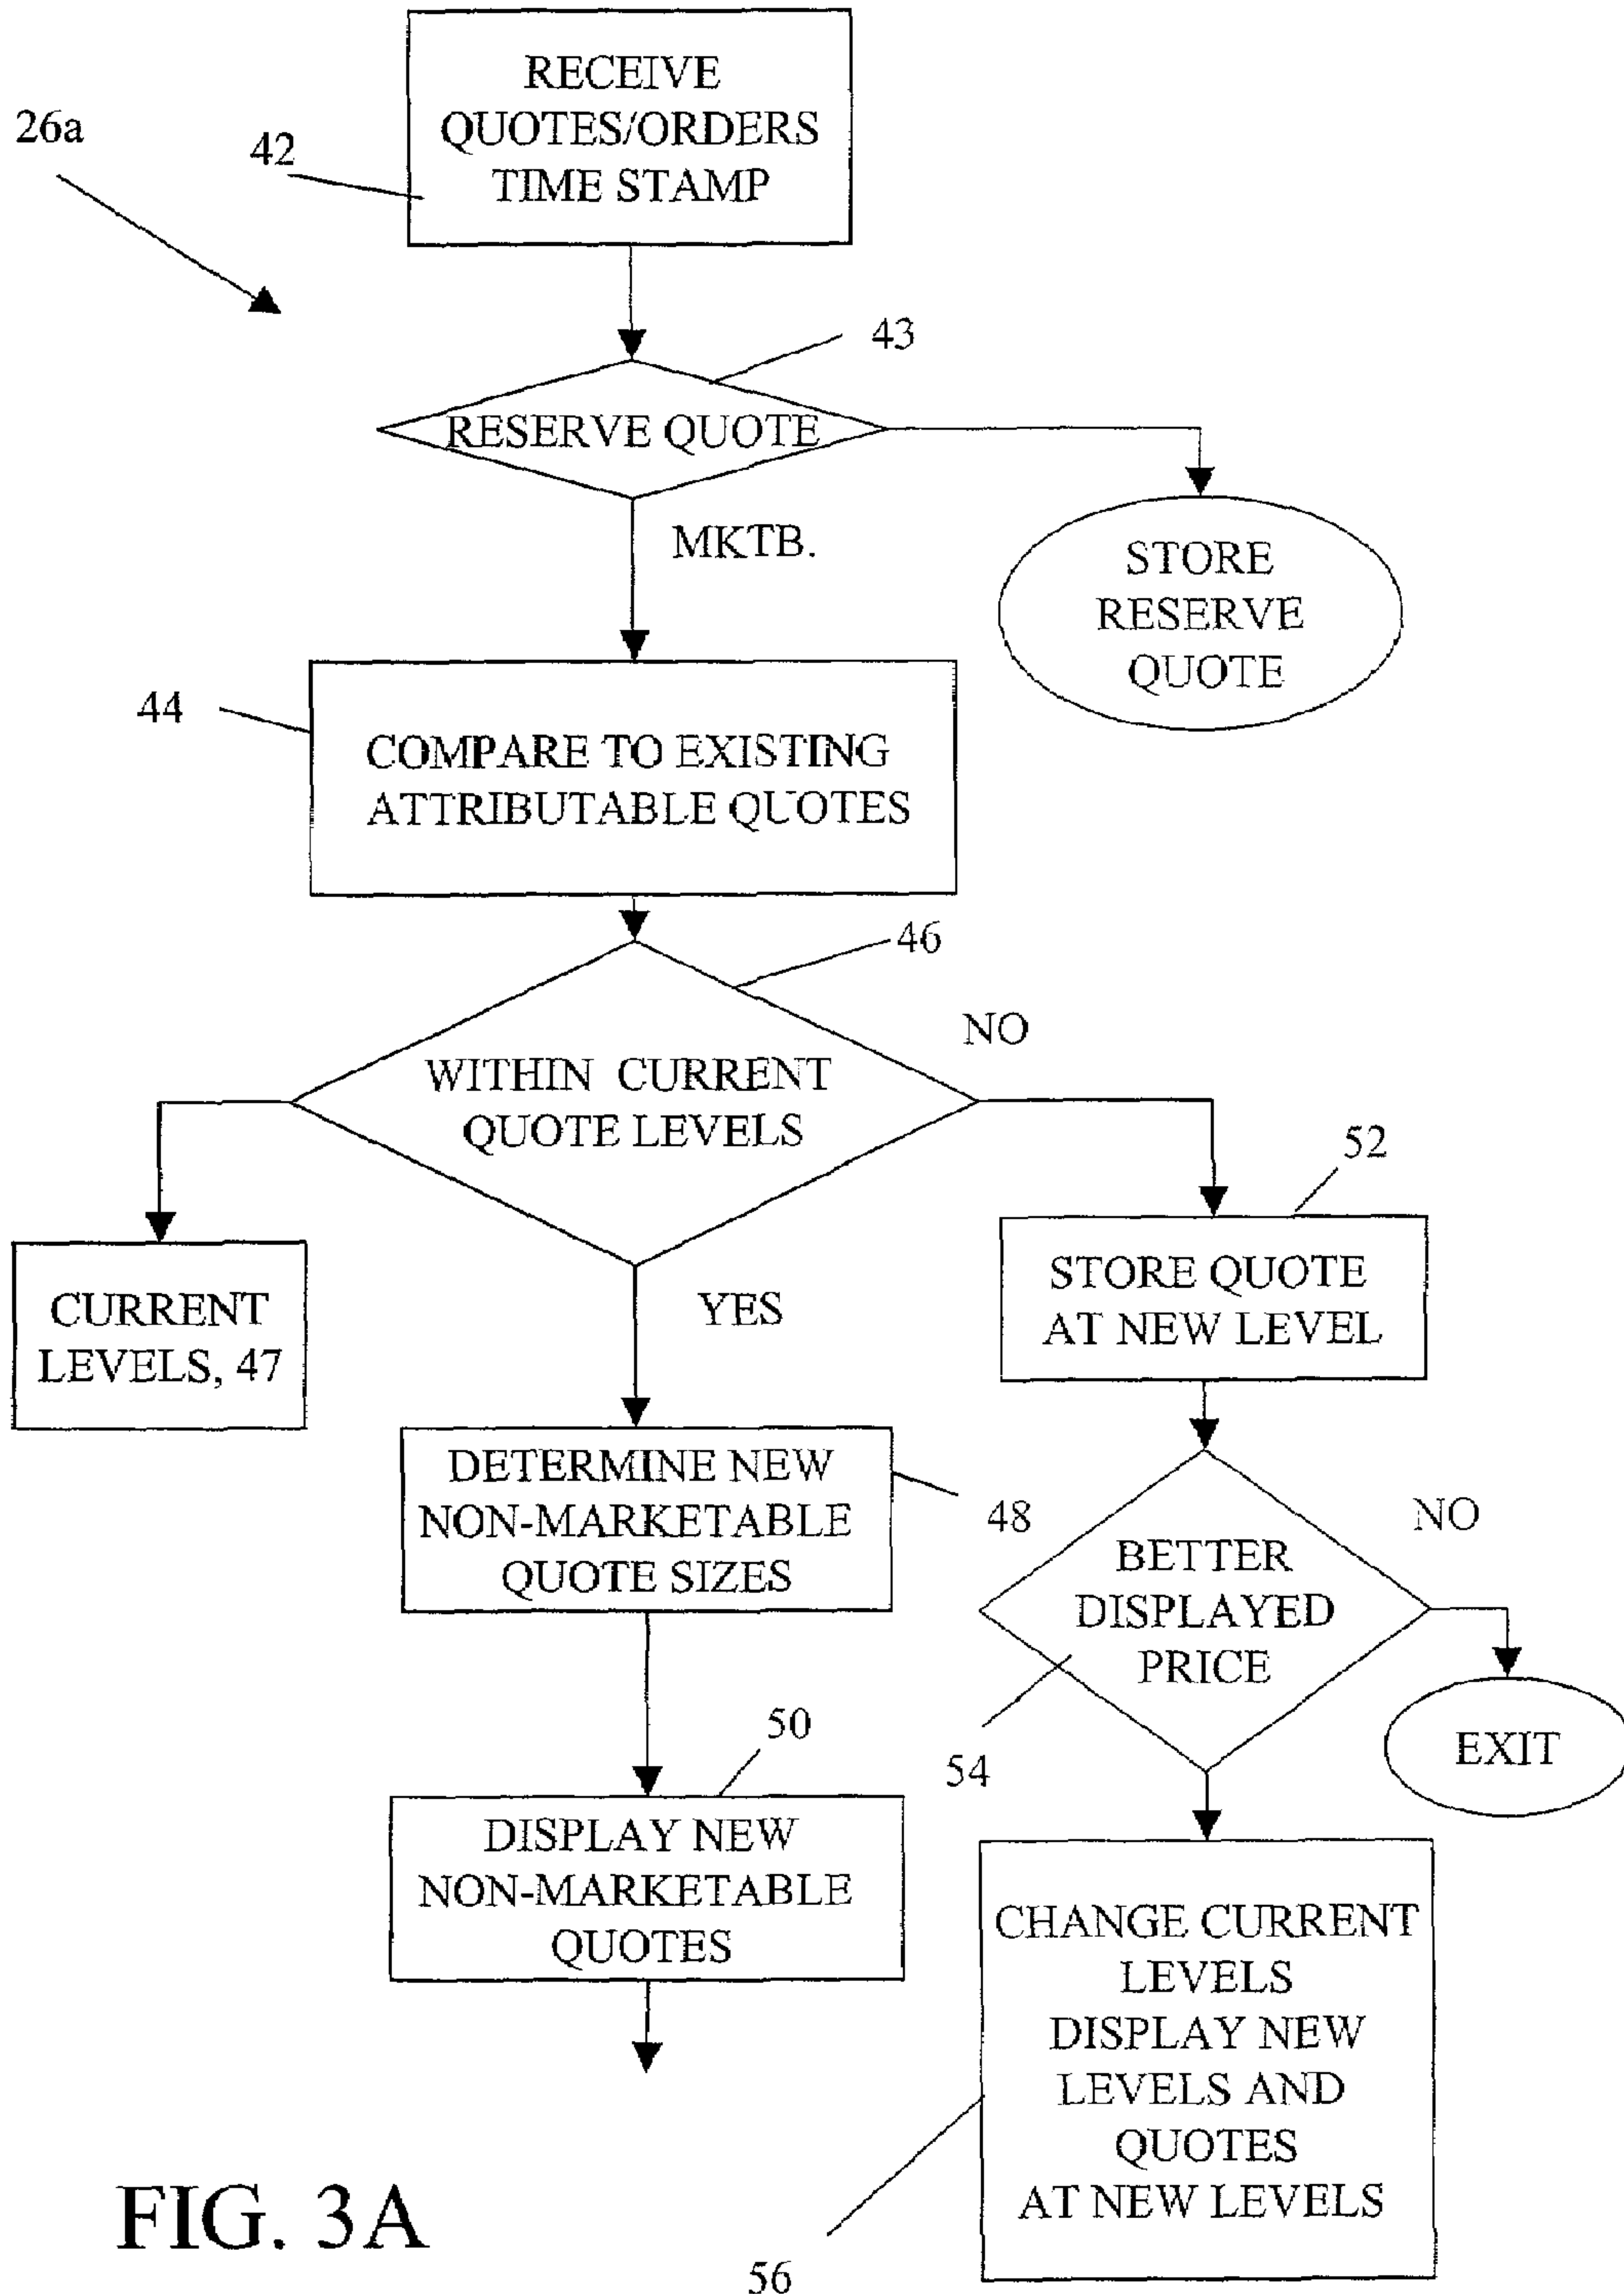 RECEIVE
QUOTES/ORDERS
TIME STAMP
26a
42
43
RESERVE QUOTE
MKTB.
STORE
RESERVE
QUOTE
44
COMPARE TO EXISTING
ATTRIBUTABLE QUOTES
46
NO
WITHIN CURRENT
QUOTE LEVELS
52
CURRENT
LEVELS, 47
YES
STORE QUOTE
AT NEW LEVEL
DETERMINE NEW
NON-MARKETABLE
QUOTE SIZES
48
NO
BETTER
DISPLAYED
PRICE
50
54
EXIT
DISPLAY NEW
NON-MARKETABLE
QUOTES
CHANGE CURRENT
LEVELS
DISPLAY NEW
LEVELS AND
QUOTES
AT NEW LEVELS
FIG. 3A
56